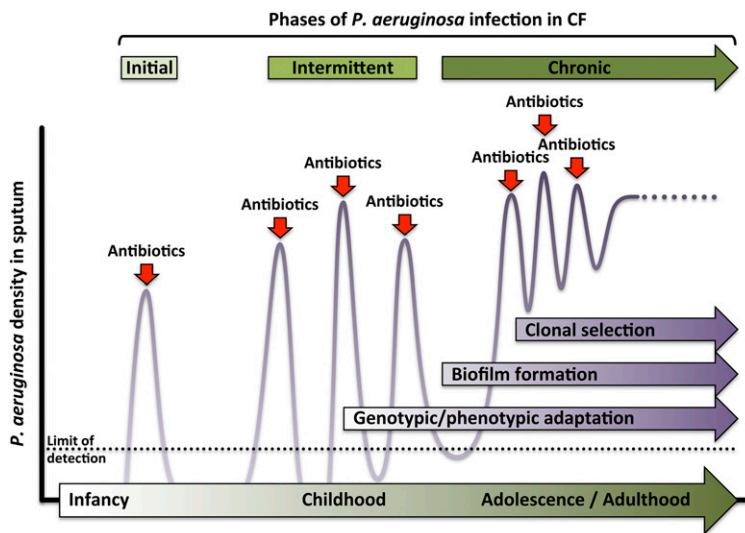 Phases of P. aeruginosa infection in CF
Initial
Intermittent
Chronic
Antibiotics
Antibiotics
Antibiotics
Antibiotics
Antibiotics
Antibiotics
Antibiotics
P. aeruginosa density in sputum
Clonal selection
Biofilm formation
Genotypic/phenotypic adaptation
Limit of
detection
Infancy
Childhood
Adolescence / Adulthood